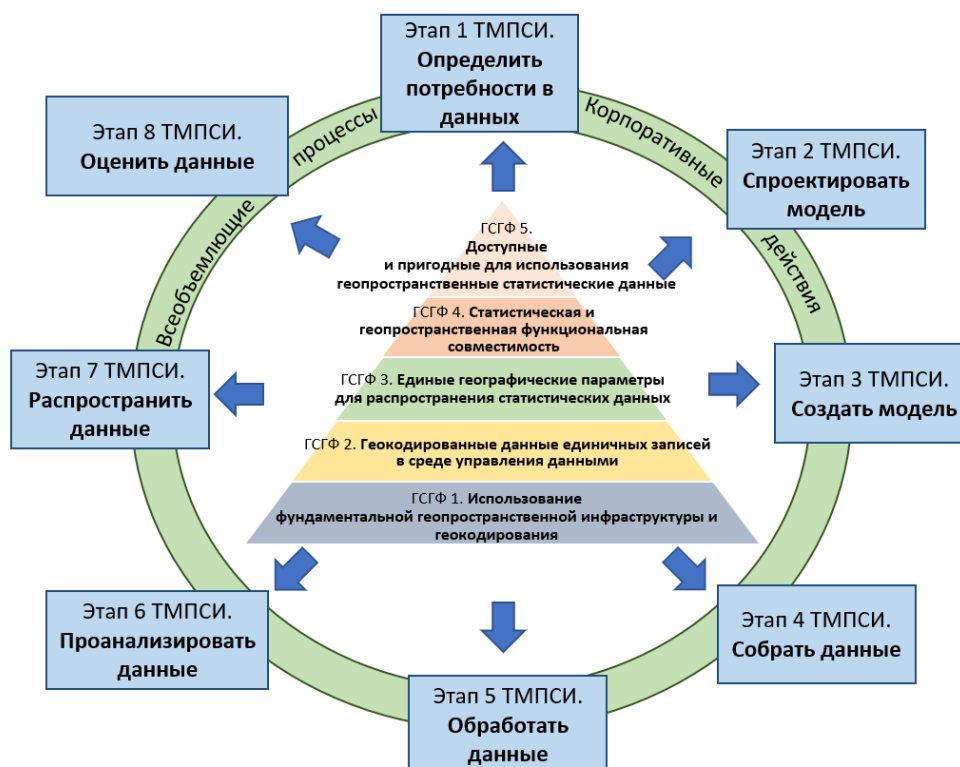 Этап 1 ТМПСИ.
Определить
потребности в
данных
Корпоративные
действия
Этап 2 ТМПСИ.
Спроектировать
модель
Этап 3 ТМПСИ.
Создать модель
Этап 4 ТМПСИ.
Собрать данные
Этап 5 ТМПСИ.
Обработать
данные
Этап 6 ТМПСИ.
Проанализировать
данные
Этап 7 ТМПСИ.
Распространить
данные
Этап 8 ТМПСИ.
Оценить данные
Всеобъемлющие
процессы
ГСГФ 5.
Доступные
и пригодные для использования
геопространственные статистические данные
ГСГФ 4. Статистическая и
геопространственная функциональная
совместимость
ГСГФ 3. Единые географические параметры
для распространения статистических данных
ГСГФ 2. Геокодированные данные единичных записей
в среде управления данными
ГСГФ 1. Использование
фундаментальной геопространственной инфраструктуры и
геокодирования